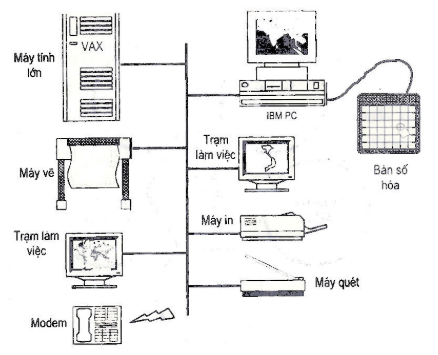 VAX
Máy tính
lớn
IBM PC
Bàn số
hóa
Trạm
làm việc
Máy vẽ
Máy in
Trạm làm
việc
Máy quét
Modem